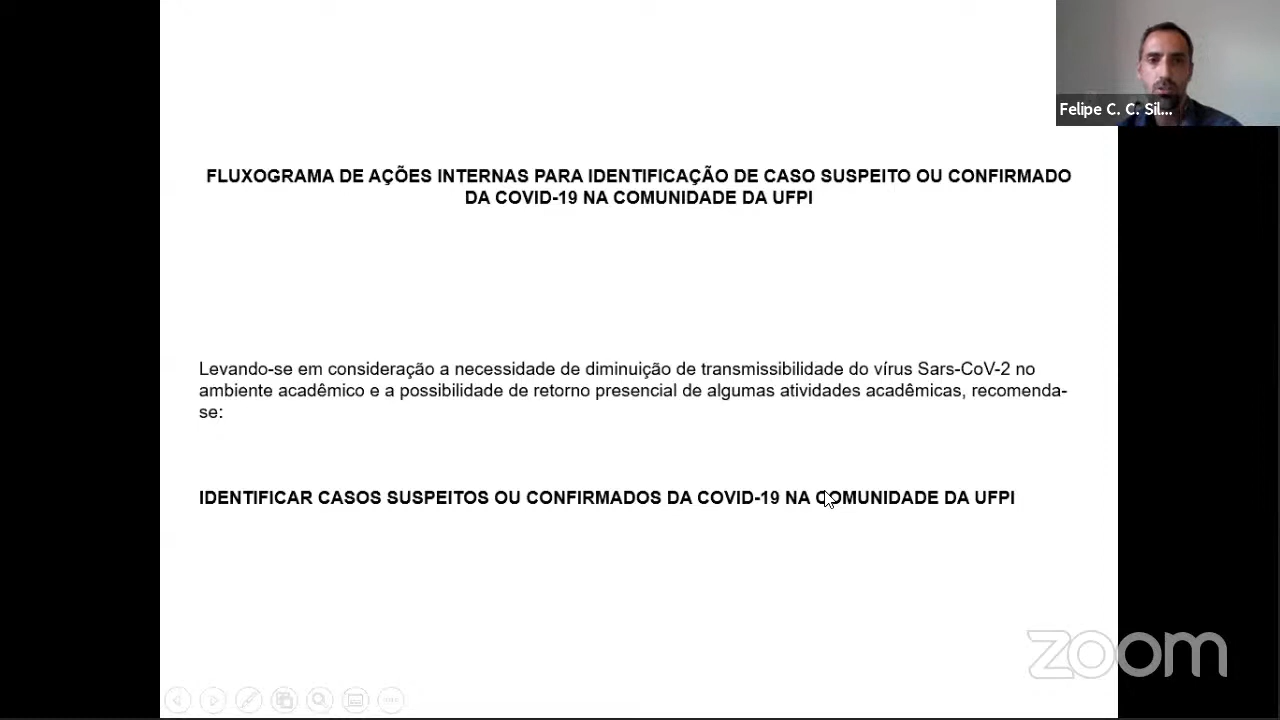 Felipe C. C. Sil...
FLUXOGRAMA DE AÇÕES INTERNAS PARA IDENTIFICAÇÃO DE CASO SUSPEITO OU CONFIRMADO
DA COVID-19 NA COMUNIDADE DA UFPI
Levando-se em consideração a necessidade de diminuição de transmissibilidade do vírus Sars-CoV-2 no
ambiente acadêmico e a possibilidade de retorno presencial de algumas atividades acadêmicas, recomenda-
se:
IDENTIFICAR CASOS SUSPEITOS OU CONFIRMADOS DA COVID-19 NA COMUNIDADE DA UFPI
zoom